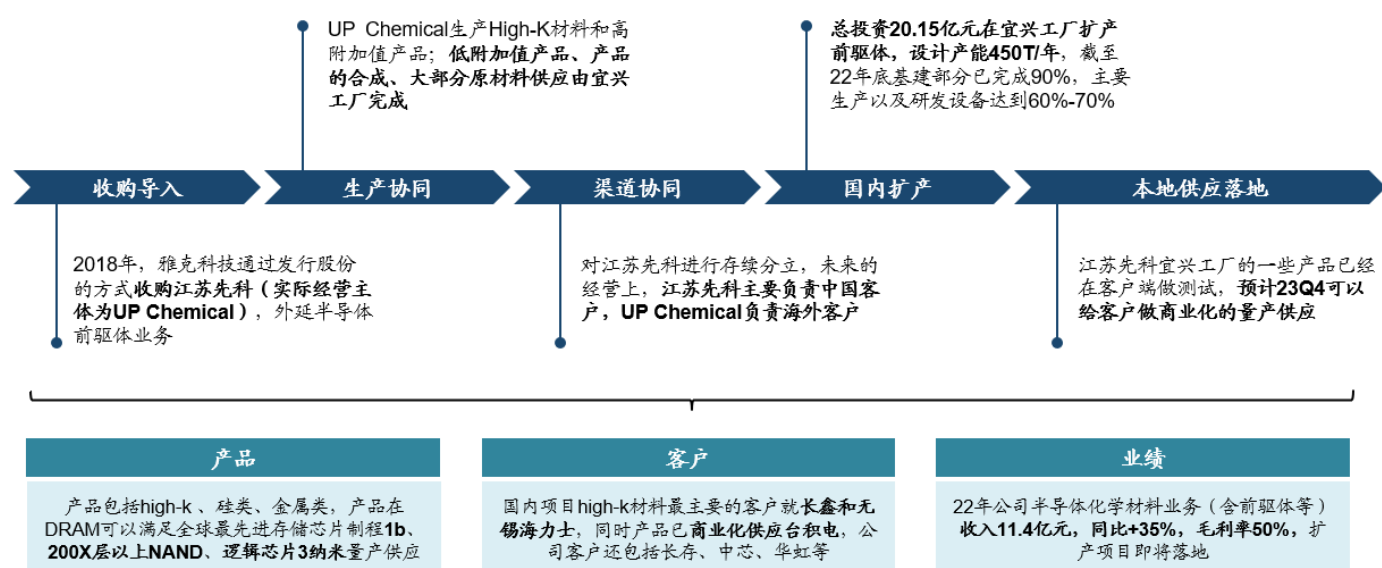 UP Chemical生产High-K材料和高
附加值产品；低附加值产品、产品
的合成、大部分原材料供应由宜兴
工厂完成
总投资20.15亿元在宜兴工厂扩产
前驱体，设计产能450T/年，截至
22年底基建部分已完成90%，主要
生产以及研发设备达到60%-70%
收购导入
生产协同
渠道协同
国内扩产
本地供应落地
2018年，雅克科技通过发行股份
的方式收购江苏先科（实际经营主
体为UP Chemical），外延半导体
前驱体业务
对江苏先科进行存续分立，未来的
经营上，江苏先科主要负责中国客
户，UP Chemical负责海外客户
江苏先科宜兴工厂的一些产品已经
在客户端做测试，预计23Q4可以
给客户做商业化的量产供应
产品
产品包括high-k 、硅类、金属类，产品在
DRAM可以满足全球最先进存储芯片制程1b、
200X层以上NAND、逻辑芯片3纳米量产供应
客户
国内项目high-k材料最主要的客户就长鑫和无
锡海力士，同时产品已商业化供应台积电，公
司客户还包括长存、中芯、华虹等
业绩
22年公司半导体化学材料业务（含前驱体等）
收入11.4亿元，同比+35%，毛利率50%，扩
产项目即将落地